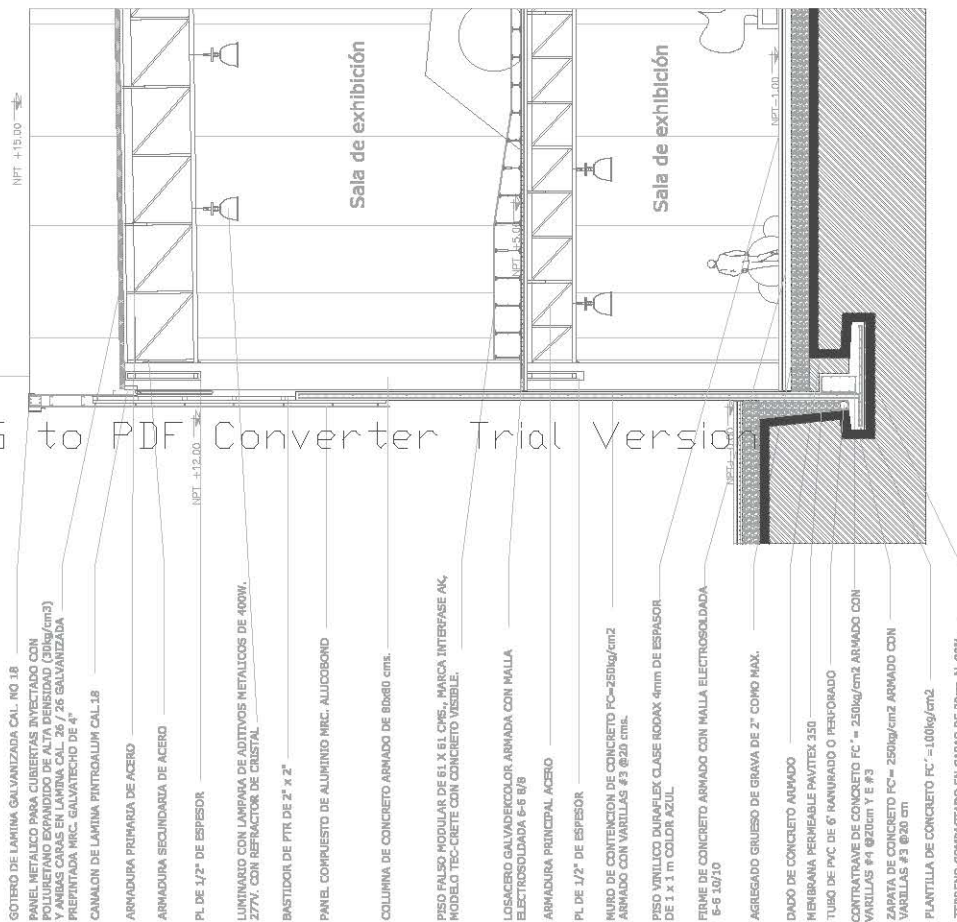 GOTERO DE LAMINA GALVANIZADA CAL. NO 18
PANEL METALICO PARA CUBIERTAS INYECTADO CON
POLIURETANO EXPANDIDO DE ALTA DENSIDAD (30kg/cm3)
Y AMBAS CARAS EN LAMINA CAL. 26 / 26 GALVANIZADA
PREPINTADA MRC. GALVATECHO DE 4"
CANALON DE LAMINA PINTROALUM CAL.18
ARMADURA PRIMARIA DE ACERO
ARMADURA SECUNDARIA DE ACERO
PL DE 1/2" DE ESPESOR
LUMINARIO CON LAMPARA DE ADITIVOS METALICOS DE 400W.
277V. CON REFRACTOR DE CRISTAL
BASTIDOR DE PTR DE 2" x 2"
PANEL COMPUESTO DE ALUMINIO MRC. ALUCOBOND
COLUMNA DE CONCRETO ARMADO DE 80x80 cms.
PISO FALSO MODULAR DE 61 X 61 CMS., MARCA INTERFASE AK,
MODELO TEC-CRETE CON CONCRETO VISIBLE.
LOSACERO GALVADEKCOLOR ARMADA CON MALLA
ELECTROSOLDADA 6-6 8/8
ARMADURA PRINCIPAL ACERO
PL DE 1/2" DE ESPESOR
MURO DE CONTENCION DE CONCRETO FC=250kg/cm2
ARMADO CON VARILLAS #3 @20 cms.
PISO VINILICO DURAFLEX CLASE RODAX 4mm DE ESPASOR
DE 1 x 1 m COLOR AZUL
FIRME DE CONCRETO ARMADO CON MALLA ELECTROSOLDADA
6-6 10/10
AGREGADO GRUESO DE GRAVA DE 2" COMO MAX.
DADO DE CONCRETO ARMADO
MENBRANA PERMEABLE PAVITEX 350
TUBO DE PVC DE 6" RANURADO O PERFORADO
CONTRATRAVE DE CONCRETO FC´= 250kg/cm2 ARMADO CON
VARILLAS #4 @20cm Y E #3
ZAPATA DE CONCRETO FC´= 250kg/cm2 ARMADO CON
VARILLAS #3 @20 cm
PLANTILLA DE CONCRETO FC´=100kg/cm2
NPT +15.00
NPT +12.00
Sala de exhibición
NPT +5.00
Sala de exhibición
NPT-1.00
G to PDF Converter Trial Version